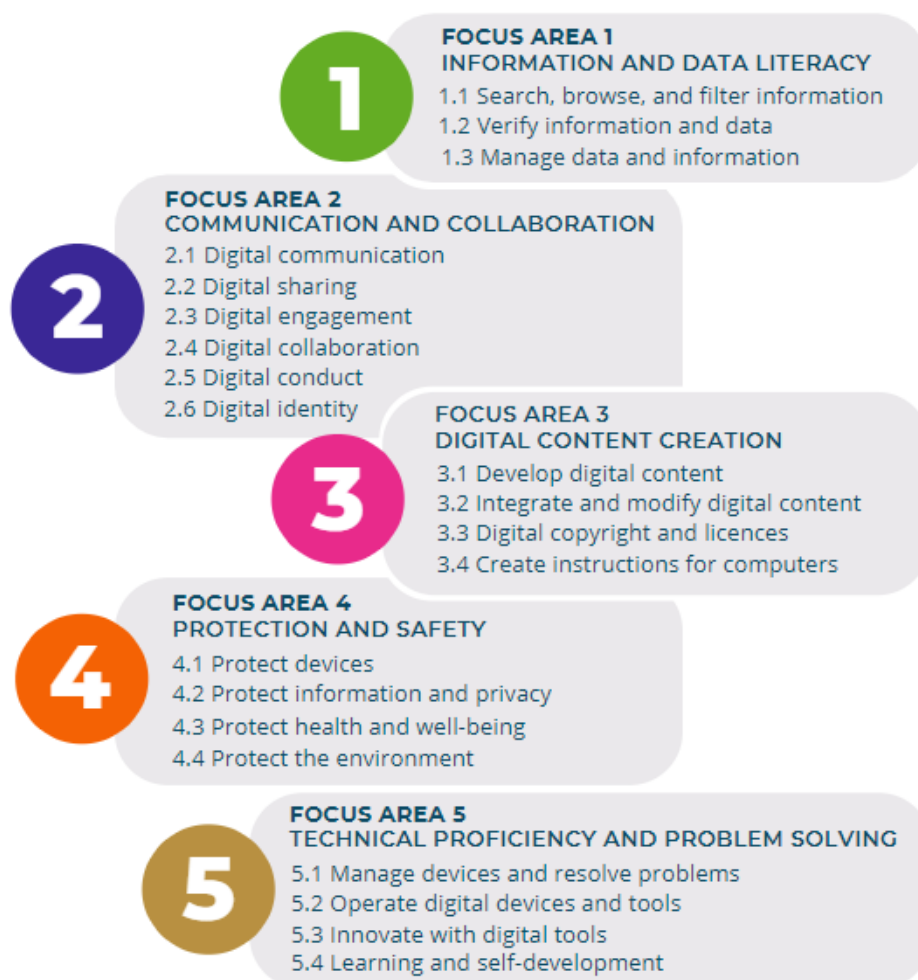 1
FOCUS AREA 1
INFORMATION AND DATA LITERACY
1.1 Search, browse, and filter information
1.2 Verify information and data
1.3 Manage data and information
2
FOCUS AREA 2
COMMUNICATION AND COLLABORATION
2.1 Digital communication
2.2 Digital sharing
2.3 Digital engagement
2.4 Digital collaboration
2.5 Digital conduct
2.6 Digital identity
3
FOCUS AREA 3
DIGITAL CONTENT CREATION
3.1 Develop digital content
3.2 Integrate and modify digital content
3.3 Digital copyright and licences
3.4 Create instructions for computers
4
FOCUS AREA 4
PROTECTION AND SAFETY
4.1 Protect devices
4.2 Protect information and privacy
4.3 Protect health and well-being
4.4 Protect the environment
5
FOCUS AREA 5
TECHNICAL PROFICIENCY AND PROBLEM SOLVING
5.1 Manage devices and resolve problems
5.2 Operate digital devices and tools
5.3 Innovate with digital tools
5.4 Learning and self-development